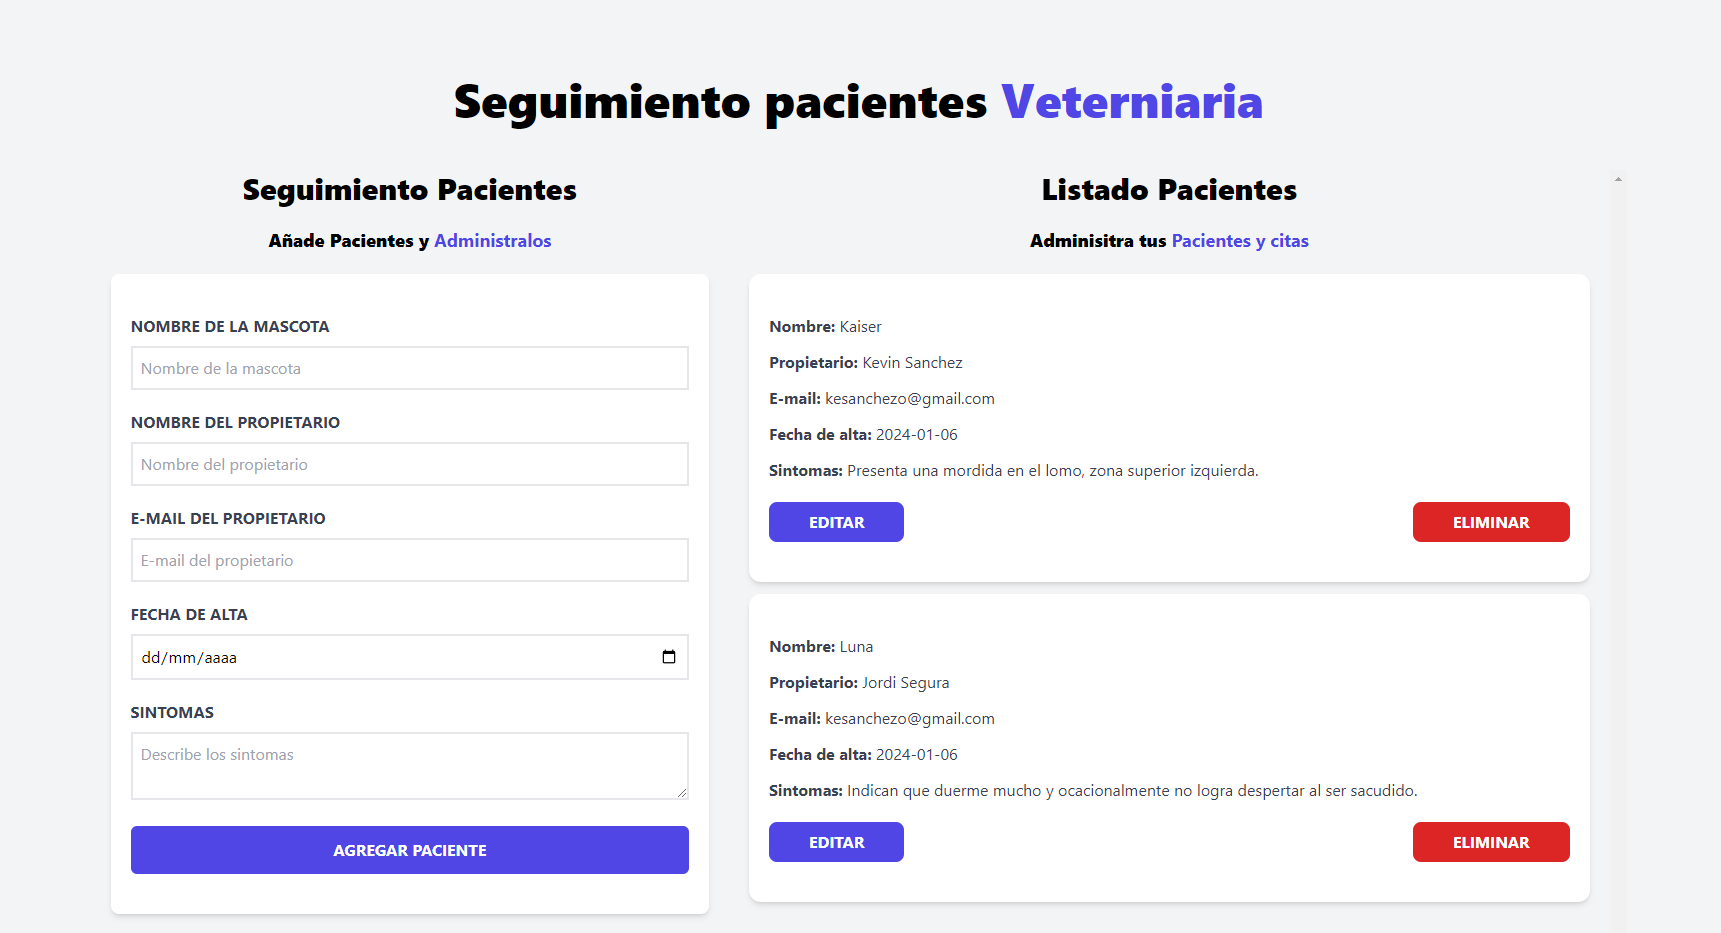 Seguimiento pacientes Veterniaria
Seguimiento Pacientes
Añade Pacientes y Administralos
NOMBRE DE LA MASCOTA
Nombre de la mascota
NOMBRE DEL PROPIETARIO
Nombre del propietario
E-MAIL DEL PROPIETARIO
E-mail del propietario
FECHA DE ALTA
dd/mm/aaaa
SINTOMAS
Describe los sintomas
AGREGAR PACIENTE
Listado Pacientes
Adminisitra tus Pacientes y citas
Nombre: Kaiser
Propietario: Kevin Sanchez
E-mail: kesanchezo@gmail.com
Fecha de alta: 2024-01-06
Sintomas: Presenta una mordida en el lomo, zona superior izquierda.
EDITAR
ELIMINAR
Nombre: Luna
Propietario: Jordi Segura
E-mail: kesanchezo@gmail.com
Fecha de alta: 2024-01-06
Sintomas: Indican que duerme mucho y ocacionalmente no logra despertar al ser sacudido.
EDITAR
ELIMINAR